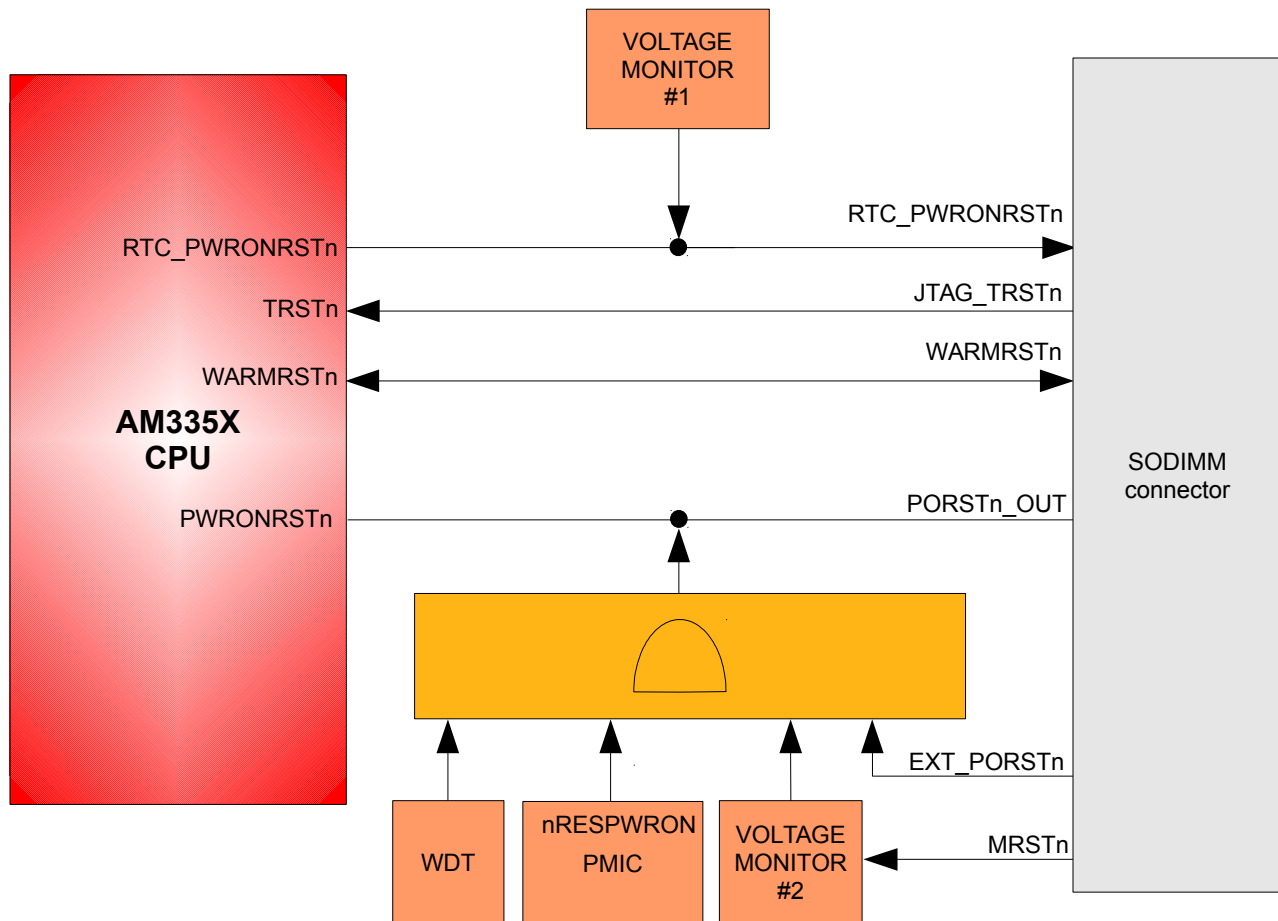 VOLTAGE
MONITOR
#1
RTC_PWRONRSTn
RTC_PWRONRSTn
TRSTn
JTAG_TRSTn
WARMRSTn
WARMRSTn
AM335X
CPU
SODIMM
connector
PWRONRSTn
PORSTn_OUT
EXT_PORSTn
MRSTn
WDT
nRESPWRON
PMIC
VOLTAGE
MONITOR
#2